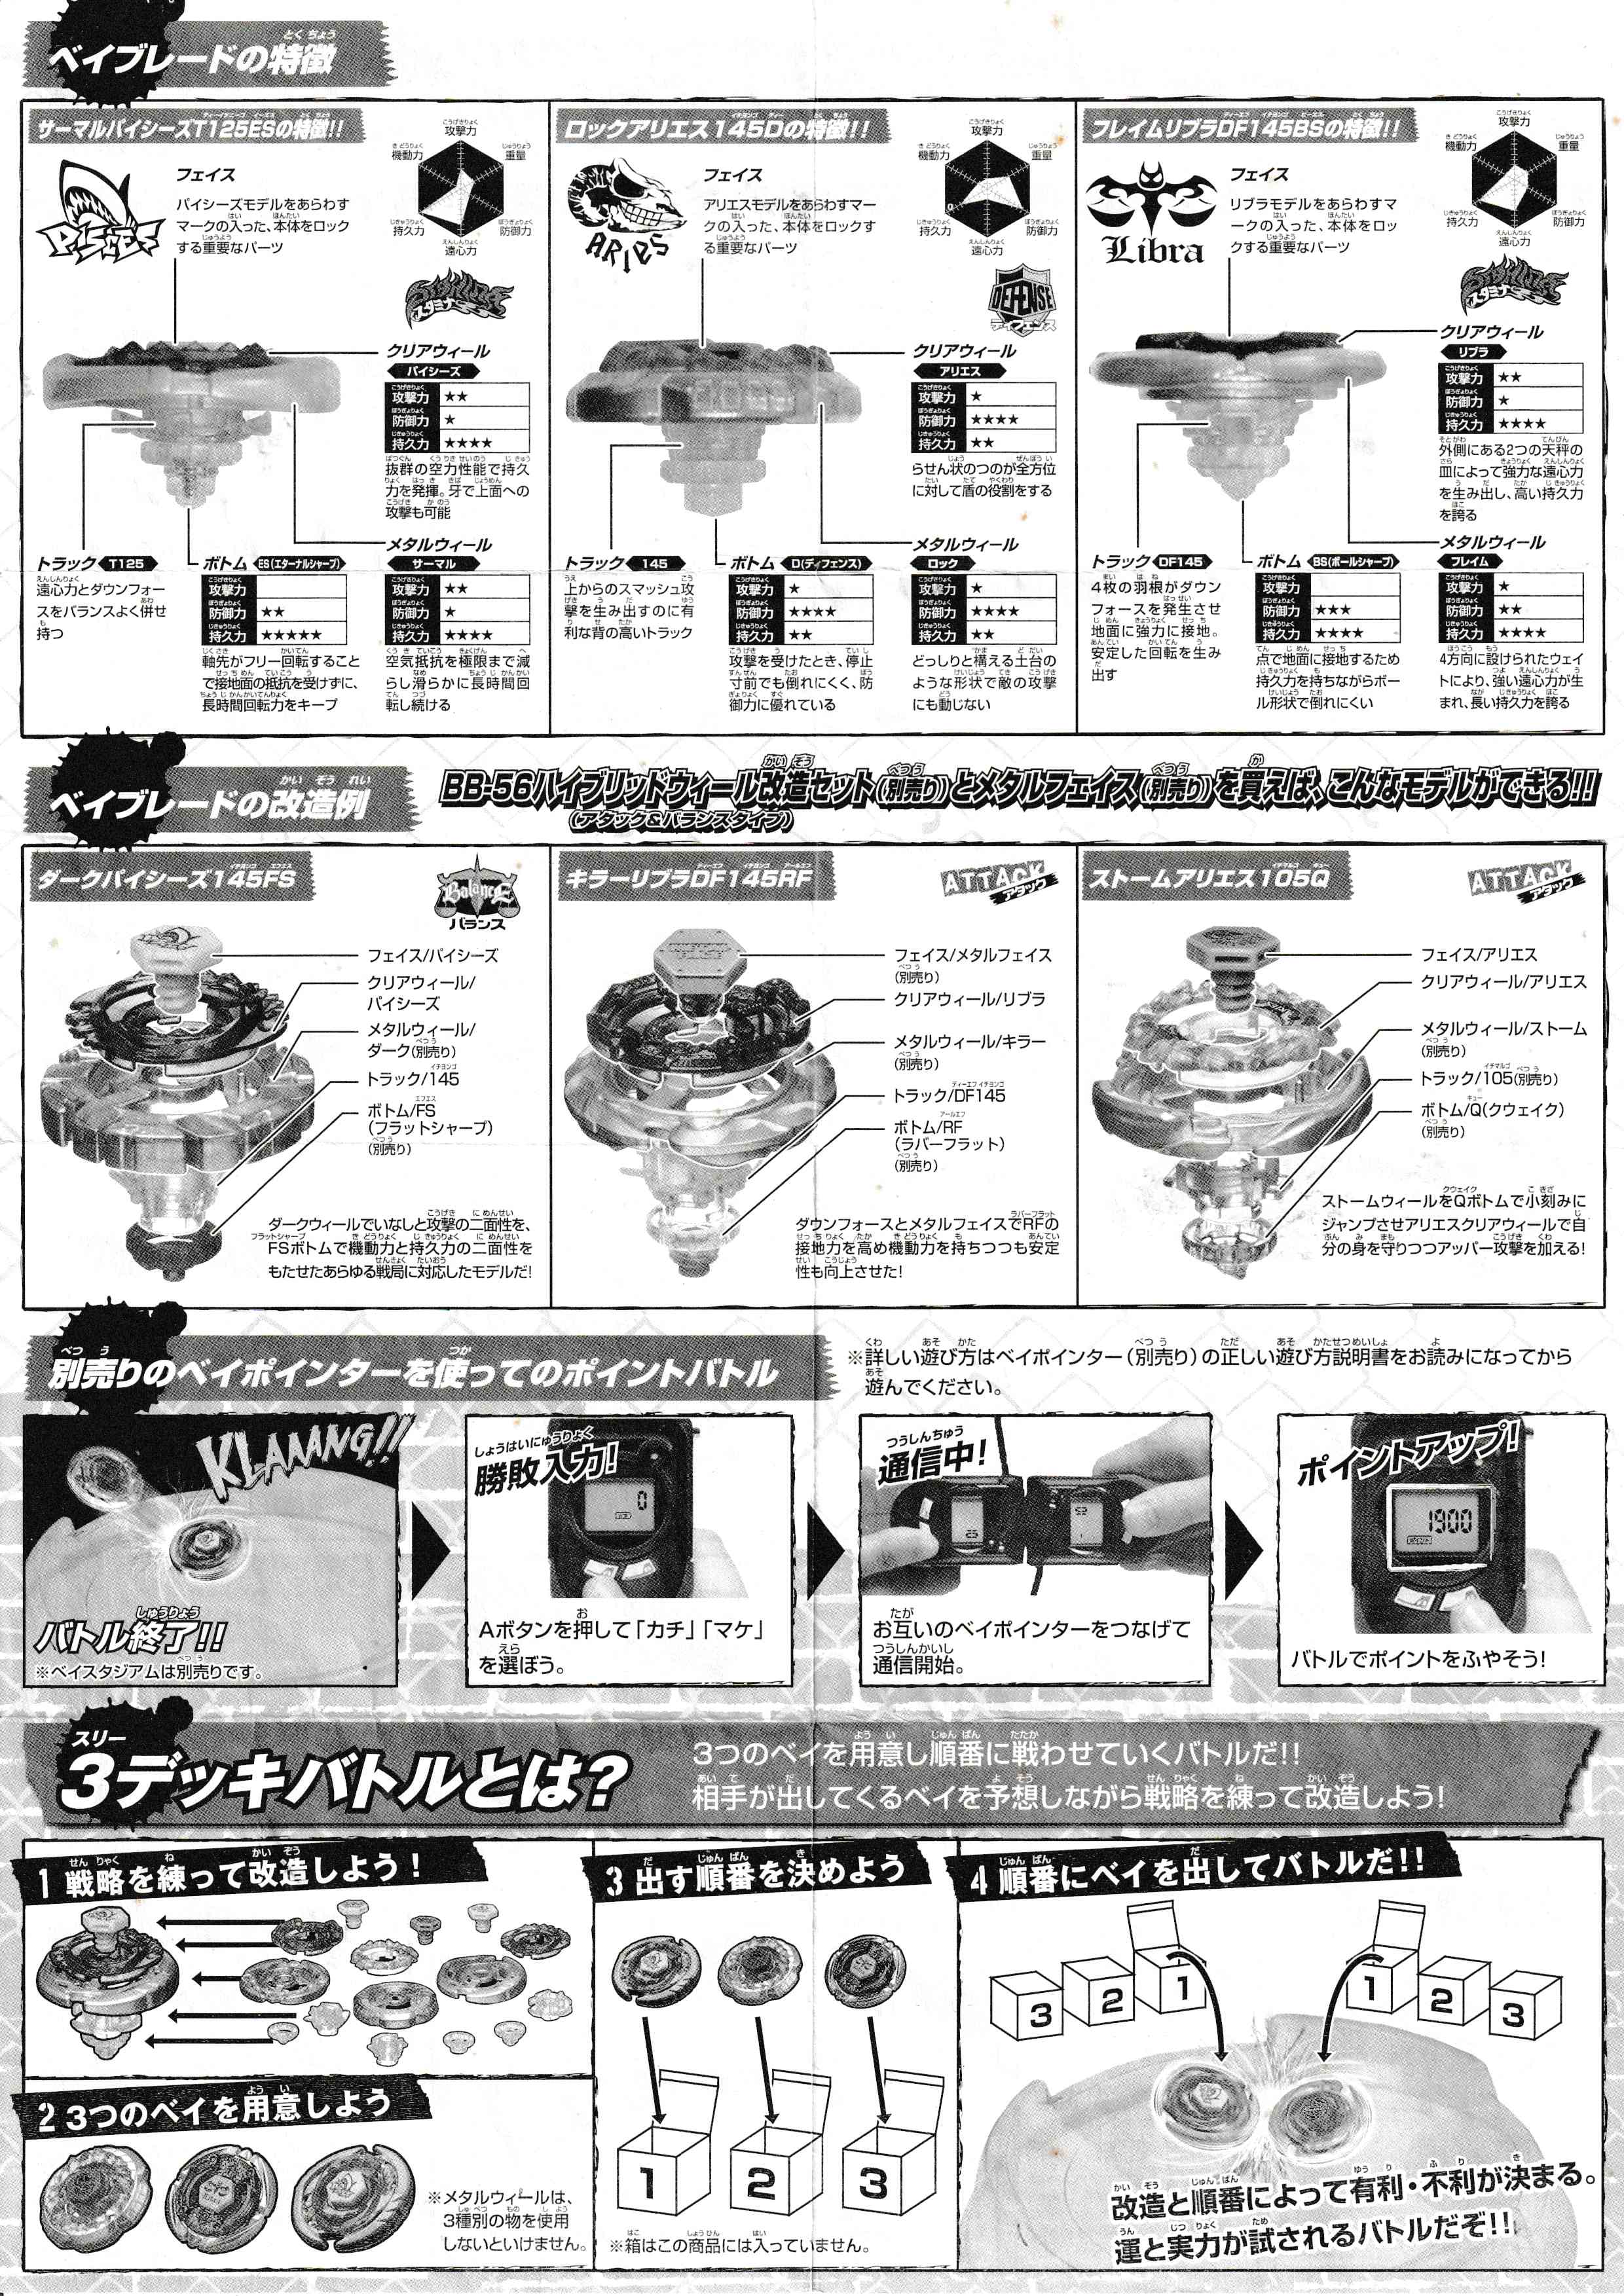 ベイブレードの特徴
サーマルパイシーズT125ESの特徴!!
PISCES
フェイス
パイシーズモデルをあらわす
マークの入った、本体をロック
する重要なパーツ
攻撃力
重量
防御力
遠心力
持久力
機動力
STAMINA
スタミナ
クリアウィール
パイシーズ
攻撃力 ★★
防御力 ★
持久力 ★★★★
抜群の空力性能で持久
力を発揮。牙で上面への
攻撃も可能
トラック T125
遠心力とダウンフォー
スをバランスよく併せ
持つ
ボトム ES(エターナルシャープ)
攻撃力
防御力 ★★
持久力 ★★★★★
軸先がフリー回転すること
で接地面の抵抗を受けずに、
長時間回転力をキープ
メタルウィール
サーマル
攻撃力 ★★
防御力 ★
持久力 ★★★★
空気抵抗を極限まで減
らし滑らかに長時間回
転し続ける
ロックアリエス145Dの特徴!!
ARIES
フェイス
アリエスモデルをあらわすマー
クの入った、本体をロックす
る重要なパーツ
攻撃力
重量
防御力
遠心力
持久力
機動力
DEFENSE
ディフェンス
クリアウィール
アリエス
攻撃力 ★
防御力 ★★★★
持久力 ★★
らせん状のつのが全方位
に対して盾の役割をする
トラック 145
上からのスマッシュ攻
撃を生み出すのに有
利な背の高いトラック
ボトム D(ディフェンス)
攻撃力 ★
防御力 ★★★★
持久力 ★★
攻撃を受けたとき、停止
寸前でも倒れにくく、防
御力に優れている
メタルウィール
ロック
攻撃力 ★
防御力 ★★★★
持久力 ★★
どっしりと構える土台の
ような形状で敵の攻撃
にも動じない
フレイムリブラDF145BSの特徴!!
Libra
フェイス
リブラモデルをあらわすマ
ークの入った、本体をロッ
クする重要なパーツ
攻撃力
重量
防御力
遠心力
持久力
機動力
STAMINA
スタミナ
クリアウィール
リブラ
攻撃力 ★★
防御力 ★
持久力 ★★★★
外側にある2つの天秤の
皿によって強力な遠心力
を生み出し、高い持久力
を誇る
トラック DF145
4枚の羽根がダウン
フォースを発生させ
地面に強力に接地。
安定した回転を生み
出す
ボトム BS(ボールシャープ)
攻撃力
防御力 ★★★
持久力 ★★★★
点で地面に接地するため
持久力を持ちながらボー
ル形状で倒れにくい
メタルウィール
フレイム
攻撃力 ★
防御力 ★★
持久力 ★★★★
4方向に設けられたウェイ
トにより、強い遠心力が生
まれ、長い持久力を誇る
ベイブレードの改造例
BB-56ハイブリッドウィール改造セット(別売り)とメタルフェイス(別売り)を買えば、こんなモデルができる!!
(アタック&バランスタイプ)
ダークパイシーズ145FS
Balance
バランス
フェイス/パイシーズ
クリアウィール/
パイシーズ
メタルウィール/
ダーク(別売り)
トラック/145
ボトム/FS
(フラットシャープ)
(別売り)
ダークウィールでいなしと攻撃の二面性を、
FSボトムで機動力と持久力の二面性を
もたせたあらゆる戦局に対応したモデルだ!
キラーリブラDF145RF
ATTACK
アタック
フェイス/メタルフェイス
(別売り)
クリアウィール/リブラ
メタルウィール/キラー
(別売り)
トラック/DF145
ボトム/RF
(ラバーフラット)
(別売り)
ダウンフォースとメタルフェイスでRFの
接地力を高め機動力を持ちつつも安定
性も向上させた!
ストームアリエス105Q
ATTACK
アタック
フェイス/アリエス
クリアウィール/アリエス
メタルウィール/ストーム
(別売り)
トラック/105(別売り)
ボトム/Q(クウェイク)
(別売り)
ストームウィールをQボトムで小刻みに
ジャンプさせアリエスクリアウィールで自
分の身を守りつつアッパー攻撃を加える!
別売りのベイポインターを使ってのポイントバトル
※詳しい遊び方はベイポインター(別売り)の正しい遊び方説明書をお読みになってから
遊んでください。
KLAAANG!!
バトル終了!!
※ベイスタジアムは別売りです。
勝敗入力!
0
Aボタンを押して「カチ」「マケ」
を選ぼう。
通信中!
お互いのベイポインターをつなげて
通信開始。
ポイントアップ!
1900
ポイント
バトルでポイントをふやそう!
3デッキバトルとは?
3つのベイを用意し順番に戦わせていくバトルだ!!
相手が出してくるベイを予想しながら戦略を練って改造しよう!
1 戦略を練って改造しよう!
2 3つのベイを用意しよう
※メタルウィールは、
3種別の物を使用
しないといけません。
3 出す順番を決めよう
1 2 3
※箱はこの商品には入っていません。
4 順番にベイを出してバトルだ!!
3 2 1 1 2 3
改造と順番によって有利・不利が決まる。
運と実力が試されるバトルだぞ!!